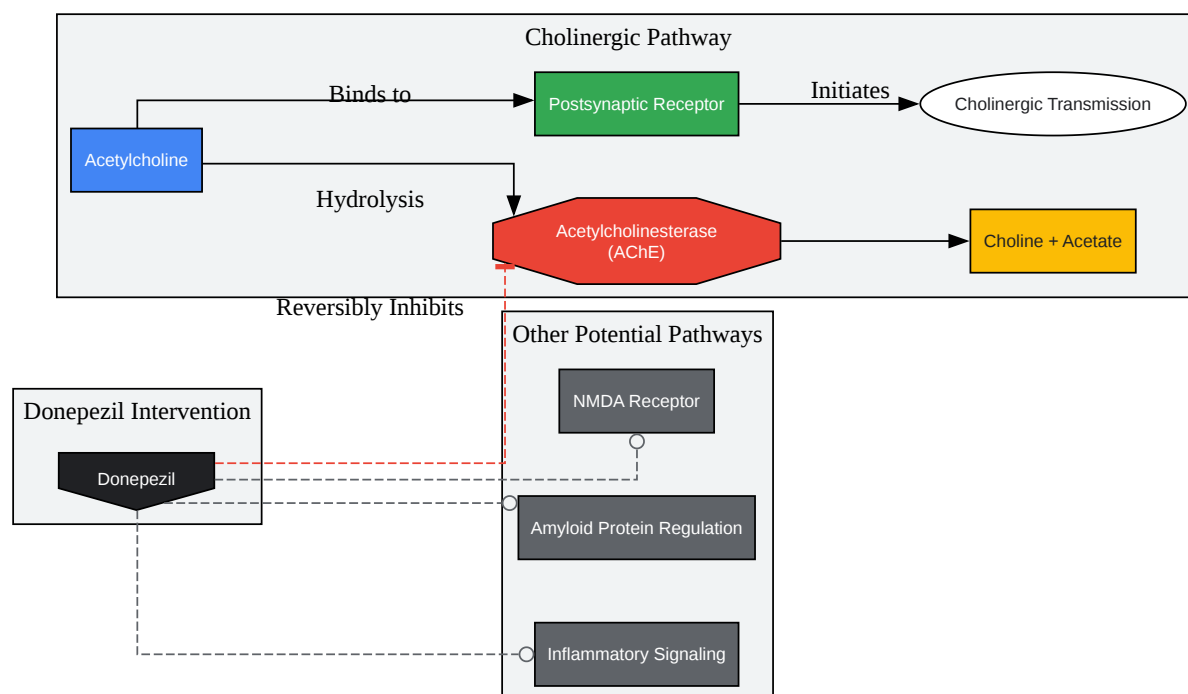 Cholinergic Pathway
Binds to
Postsynaptic Receptor
Initiates
Cholinergic Transmission
Acetylcholine
Hydrolysis
Acetylcholinesterase
(AChE)
Choline + Acetate
Reversibly Inhibits
Other Potential Pathways
NMDA Receptor
Donepezil Intervention
Donepezil
Amyloid Protein Regulation
Inflammatory Signaling